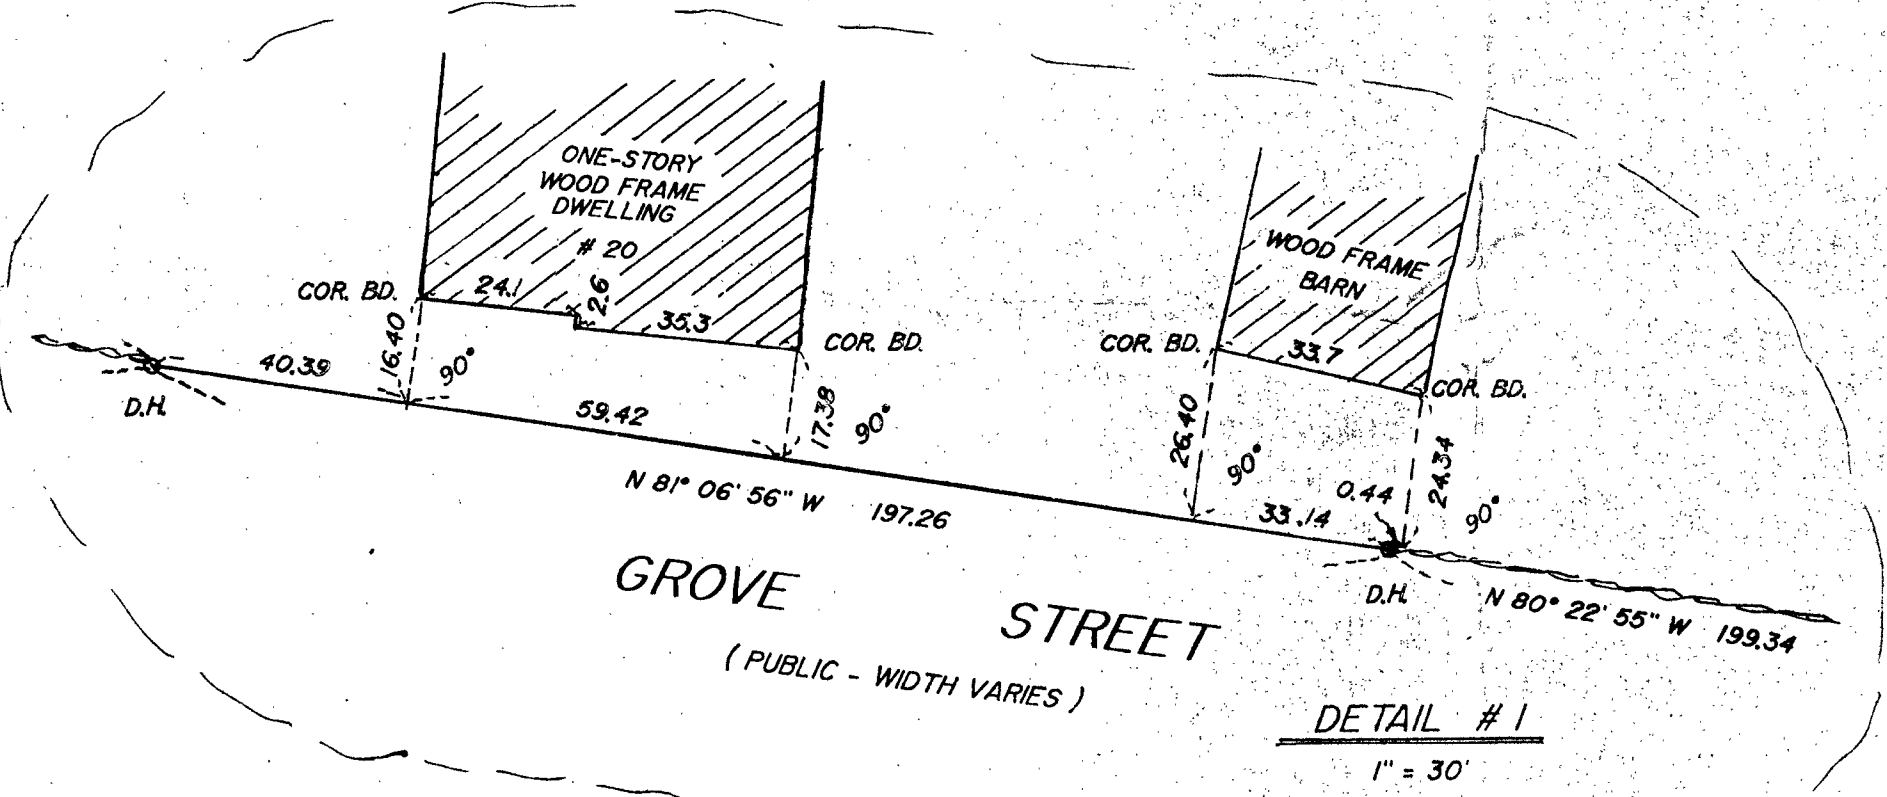 ONE-STORY
WOOD FRAME
DWELLING
# 20
COR. BD.
24.1
2.6
35.3
COR. BD.
16.40
90°
17.38
90°
D.H.
40.39
59.42
N 81° 06' 56" W 197.26
WOOD FRAME
BARN
COR. BD.
33.7
COR. BD.
26.40
90°
24.34
90°
0.44
33.14
D.H.
N 80° 22' 55" W 199.34
GROVE STREET
( PUBLIC - WIDTH VARIES )
DETAIL # 1
1" = 30'